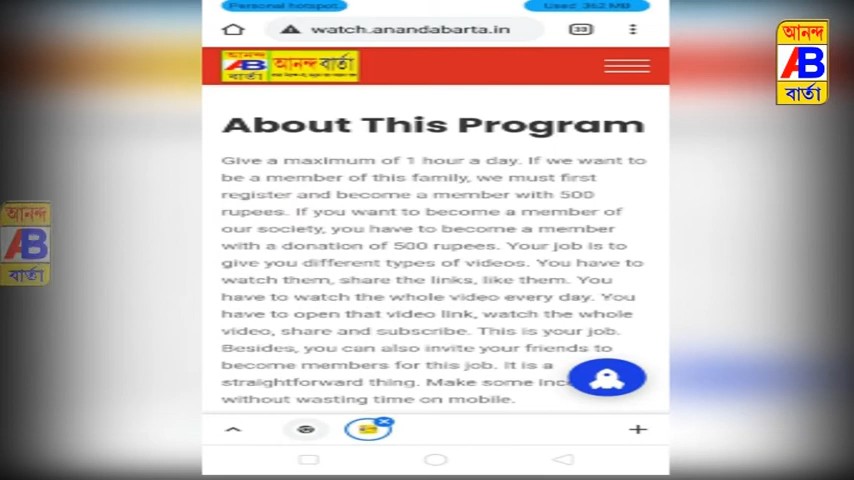 Personal hotspot
Used: 362 MB
watch.anandabarta.in
33
আনন্দ
AB
বার্তা
আনন্দ
AB
বার্তা
আনন্দ বার্তা
About This Program
Give a maximum of 1 hour a day. If we want to
be a member of this family, we must first
register and become a member with 500
rupees. If you want to become a member of
our society, you have to become a member
with a donation of 500 rupees. Your job is to
give you different types of videos. You have to
watch them, share the links, like them. You
have to watch the whole video every day. You
have to open that video link, watch the whole
video, share and subscribe. This is your job.
Besides, you can also invite your friends to
become members for this job. It is a
straightforward thing. Make some inc
without wasting time on mobile.
আনন্দ
AB
বার্তা